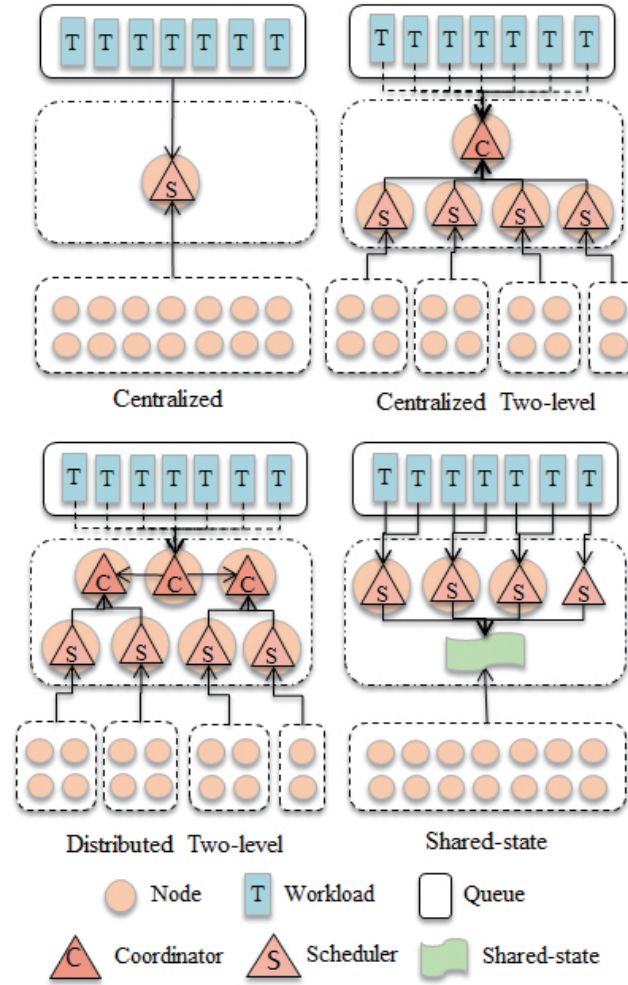 T T T T T T T
S
Centralized
T T T T T T T
C
S S S S
Centralized Two-level
T T T T T T T
C C C
S S S S
Distributed Two-level
T T T T T T T
S S S S
Shared-state
Node
T Workload
Queue
C Coordinator
S Scheduler
Shared-state